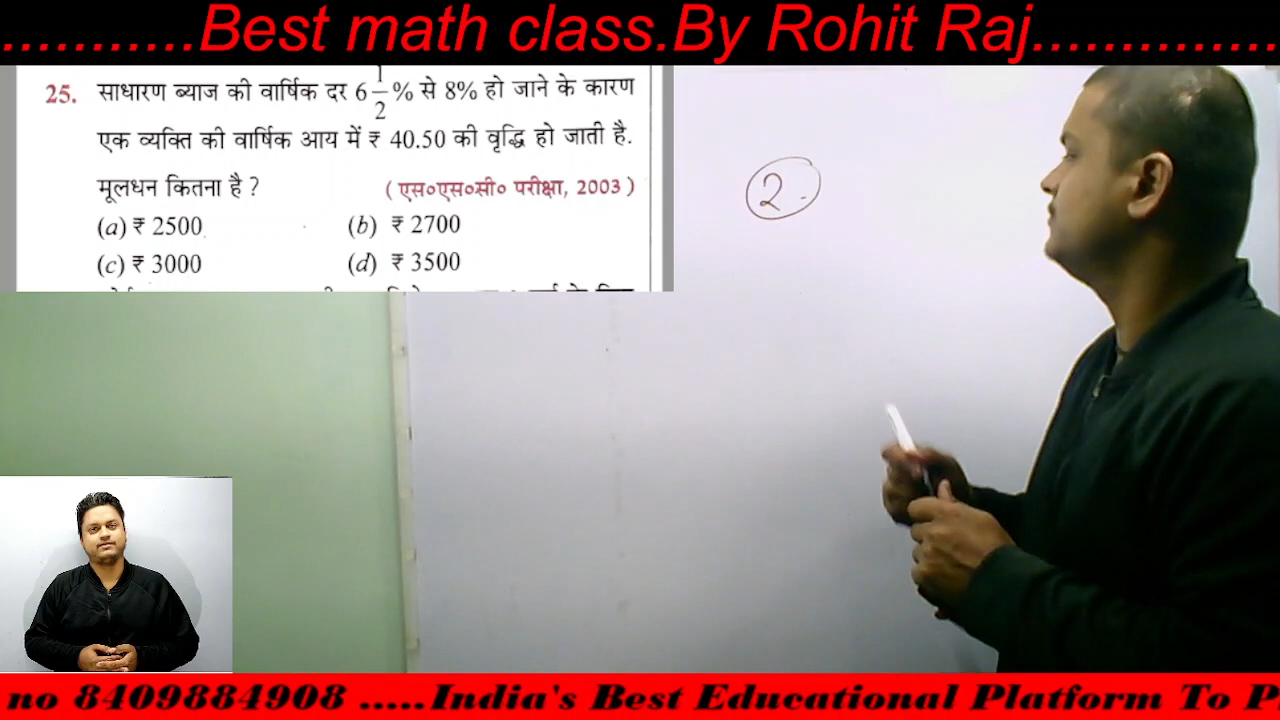 ...........Best math class.By Rohit Raj..............
25. साधारण ब्याज की वार्षिक दर 6 1/2 % से 8% हो जाने के कारण
एक व्यक्ति की वार्षिक आय में ₹ 40.50 की वृद्धि हो जाती है.
मूलधन कितना है ? ( एस०एस०सी० परीक्षा, 2003 )
(a) ₹ 2500 (b) ₹ 2700
(c) ₹ 3000 (d) ₹ 3500
2.
no 8409884908 .....India's Best Educational Platform To P